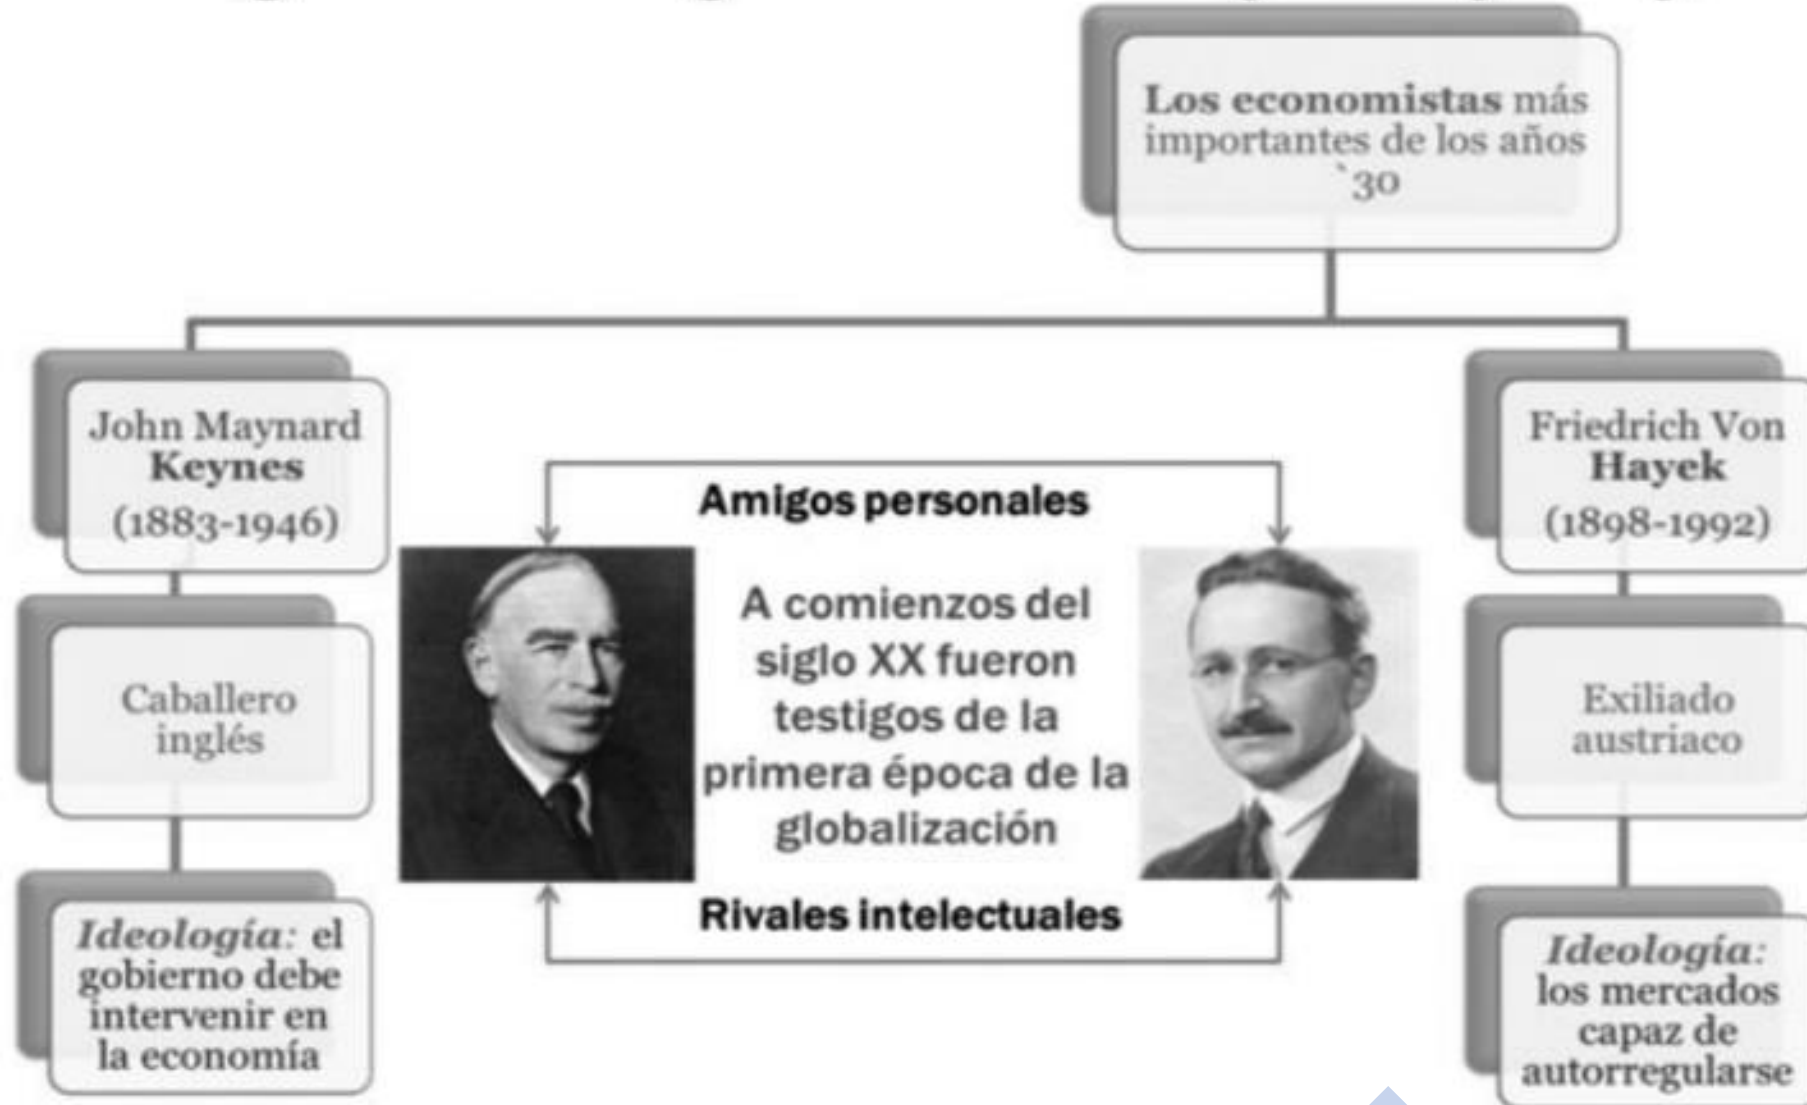 Los economistas más
importantes de los años
`30
John Maynard
Keynes
(1883-1946)
Caballero
inglés
Ideología: el
gobierno debe
intervenir en
la economía
Amigos personales
A comienzos del
siglo XX fueron
testigos de la
primera época de la
globalización
Rivales intelectuales
Friedrich Von
Hayek
(1898-1992)
Exiliado
austriaco
Ideología:
los mercados
capaz de
autorregularse